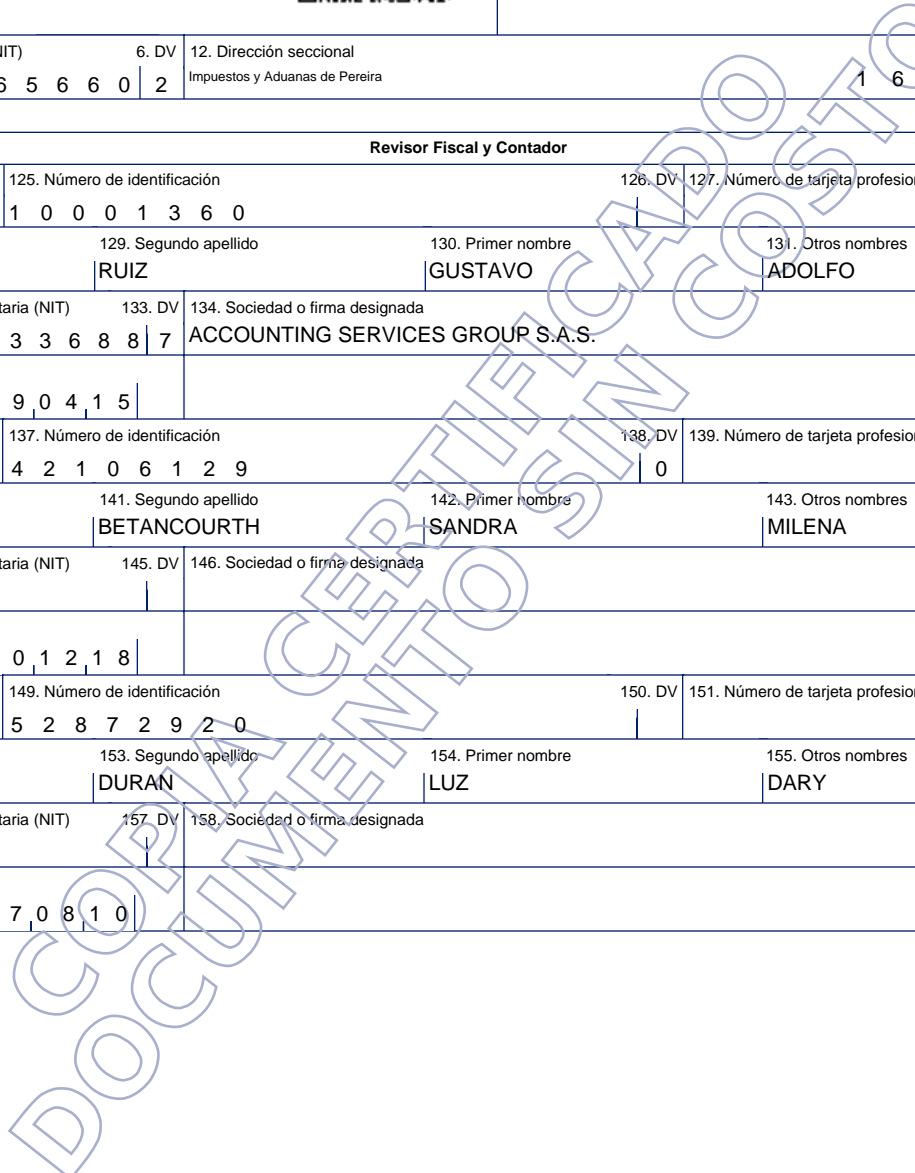 NIT) 6. DV 12. Dirección seccional
6 5 6 6 0 2 Impuestos y Aduanas de Pereira 1 6
Revisor Fiscal y Contador
125. Número de identificación 126. DV 127. Número de tarjeta profesion
1 0 0 0 1 3 6 0
129. Segundo apellido 130. Primer nombre 131. Otros nombres
RUIZ GUSTAVO ADOLFO
taria (NIT) 133. DV 134. Sociedad o firma designada
3 3 6 8 8 7 ACCOUNTING SERVICES GROUP S.A.S.
9 0 4 1 5
137. Número de identificación 138. DV 139. Número de tarjeta profesion
4 2 1 0 6 1 2 9 0
141. Segundo apellido 142. Primer nombre 143. Otros nombres
BETANCOURTH SANDRA MILENA
taria (NIT) 145. DV 146. Sociedad o firma designada
0 1 2 1 8
149. Número de identificación 150. DV 151. Número de tarjeta profesion
5 2 8 7 2 9 2 0
153. Segundo apellido 154. Primer nombre 155. Otros nombres
DURAN LUZ DARY
taria (NIT) 157. DV 158. Sociedad o firma designada
7 0 8 1 0
COPIA CERTIFICADO
DOCUMENTO SIN COSTO